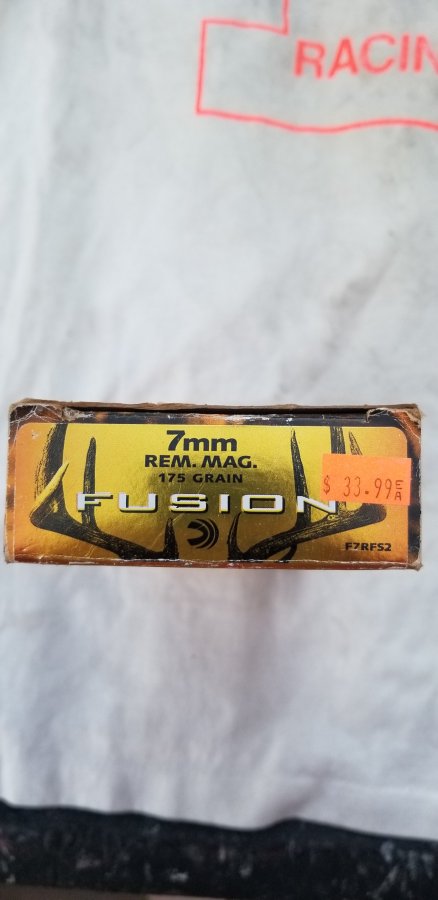 RACIN
7mm
REM. MAG.
175 GRAIN
FUSION
$ 33.99 EA
F7RFS2